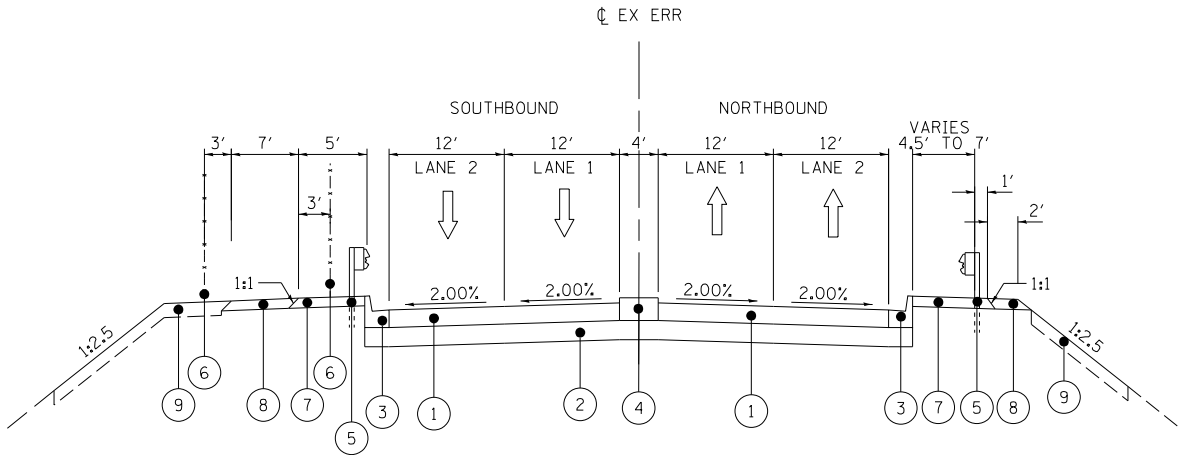 ℄ EX ERR
SOUTHBOUND NORTHBOUND
VARIES
3' 7' 5' 12' 12' 4' 12' 12' 4.5' TO 7'
LANE 2 LANE 1 LANE 1 LANE 2
1'
3' 2'
1:1 2.00% 2.00% 2.00% 2.00% 1:1
1:2.5 1:2.5
6 6
9 8 7 3 1 2 4 1 3 7 5 8 9
5